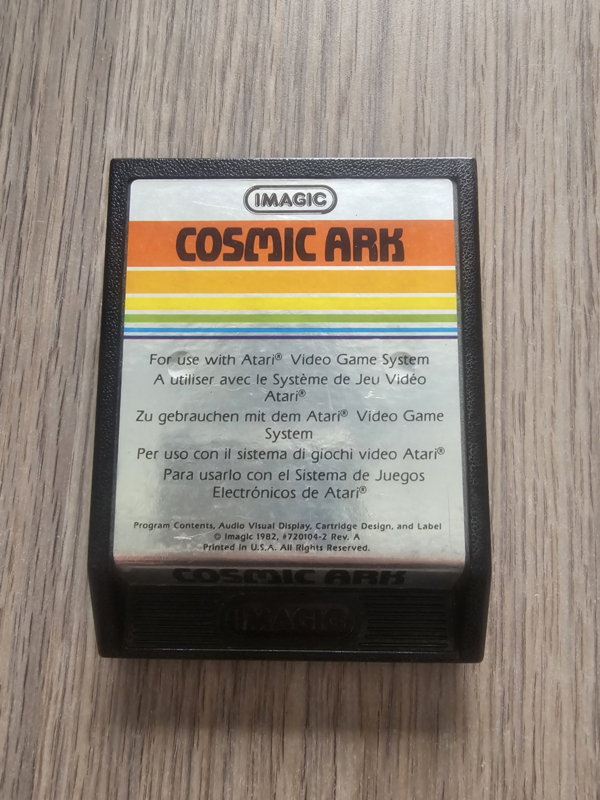 IMAGIC
COSMIC ARK
For use with Atari® Video Game System
A utiliser avec le Système de Jeu Vidéo
Atari®
Zu gebrauchen mit dem Atari® Video Game
System
Per uso con il sistema di giochi video Atari®
Para usarlo con el Sistema de Juegos
Electrónicos de Atari®
Program Contents, Audio Visual Display, Cartridge Design, and Label
© Imagic 1982, #720104-2 Rev. A
Printed in U.S.A. All Rights Reserved.
COSMIC ARK
IMAGIC